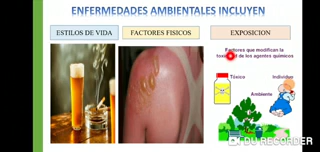 ENFERMEDADES AMBIENTALES INCLUYEN
ESTILOS DE VIDA
FACTORES FISICOS
EXPOSICION
Factores que modifican la
toxicidad de los agentes químicos
Tóxico
Individuo
Ambiente
DU RECORDER